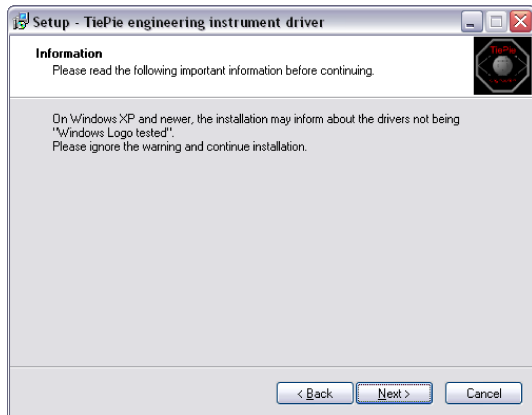 Setup - TiePie engineering instrument driver
Information
Please read the following important information before continuing.
TiePie
On Windows XP and newer, the installation may inform about the drivers not being
"Windows Logo tested".
Please ignore the warning and continue installation.
< Back
Next >
Cancel